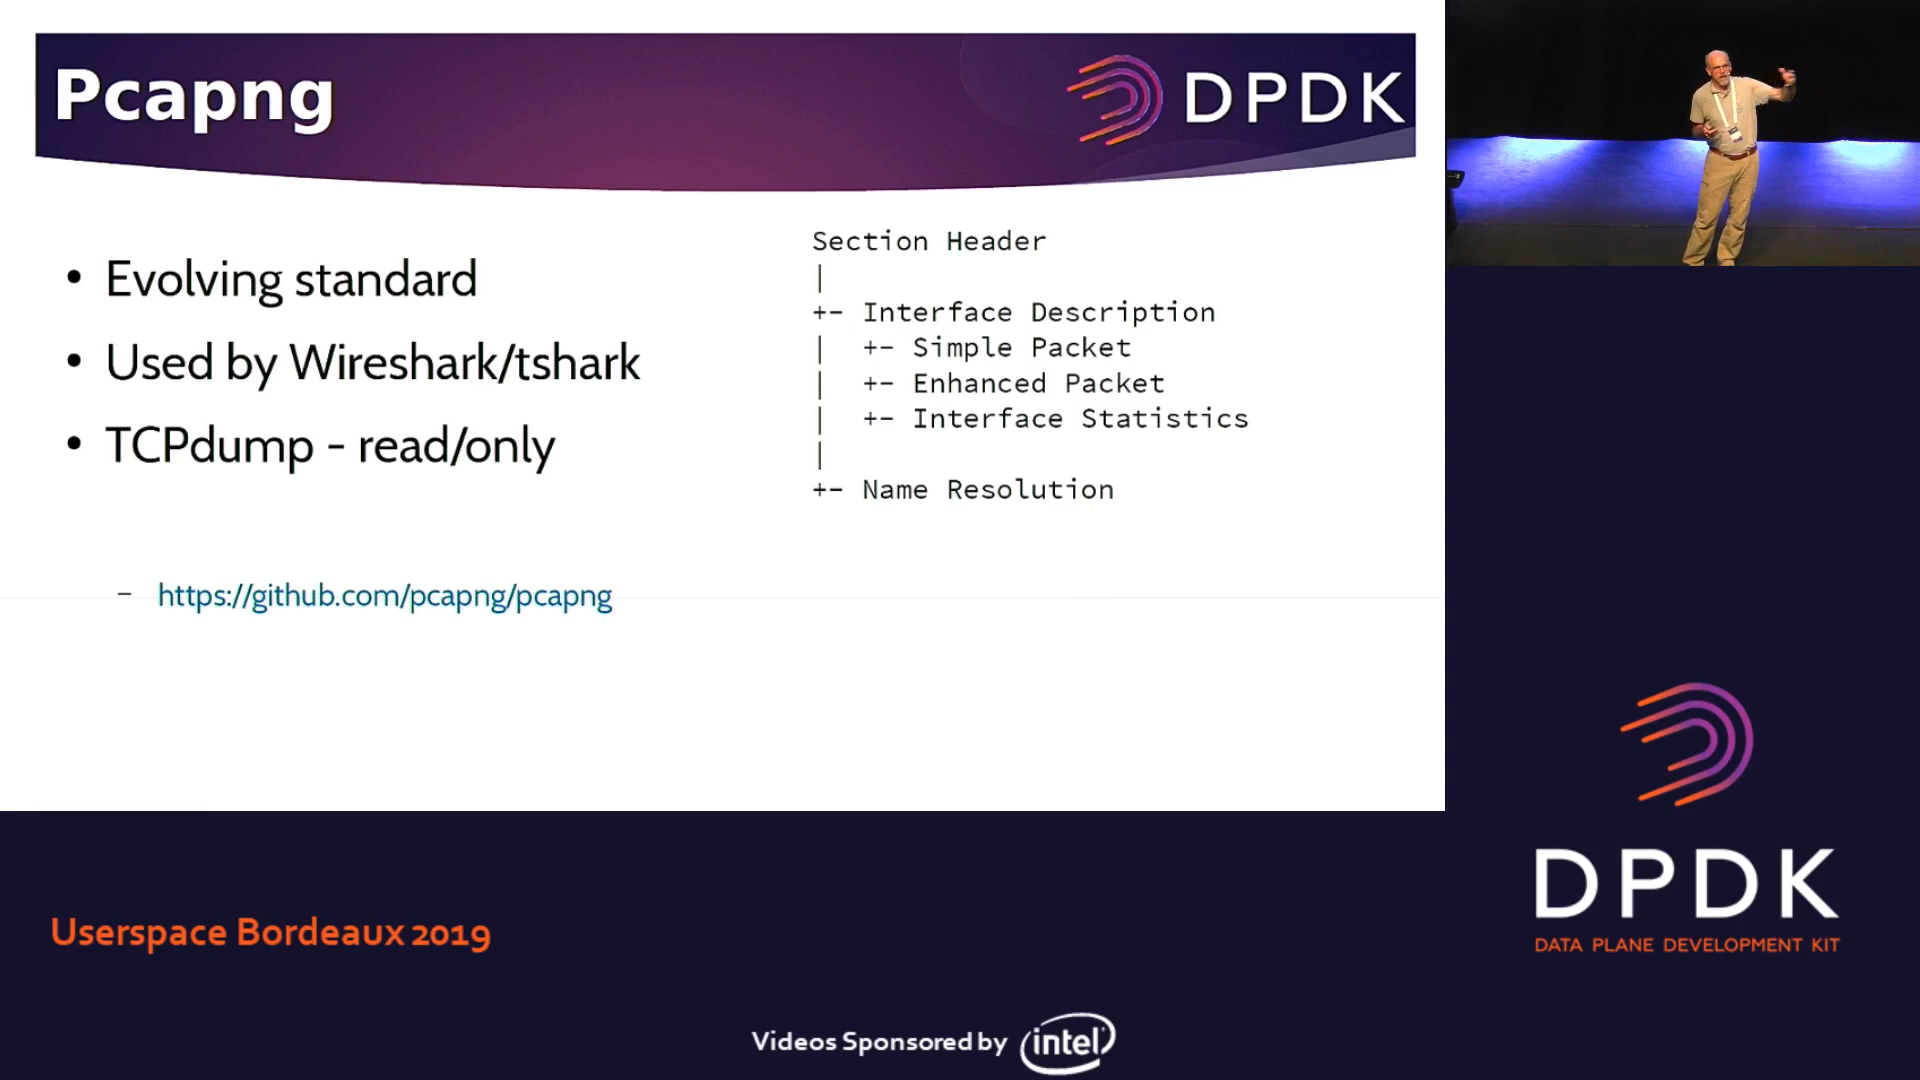 Pcapng
DPDK
• Evolving standard
• Used by Wireshark/tshark
• TCPdump - read/only
– https://github.com/pcapng/pcapng
Section Header
|
+- Interface Description
|  +- Simple Packet
|  +- Enhanced Packet
|  +- Interface Statistics
|
+- Name Resolution
DPDK
DATA PLANE DEVELOPMENT KIT
Userspace Bordeaux 2019
Videos Sponsored by intel